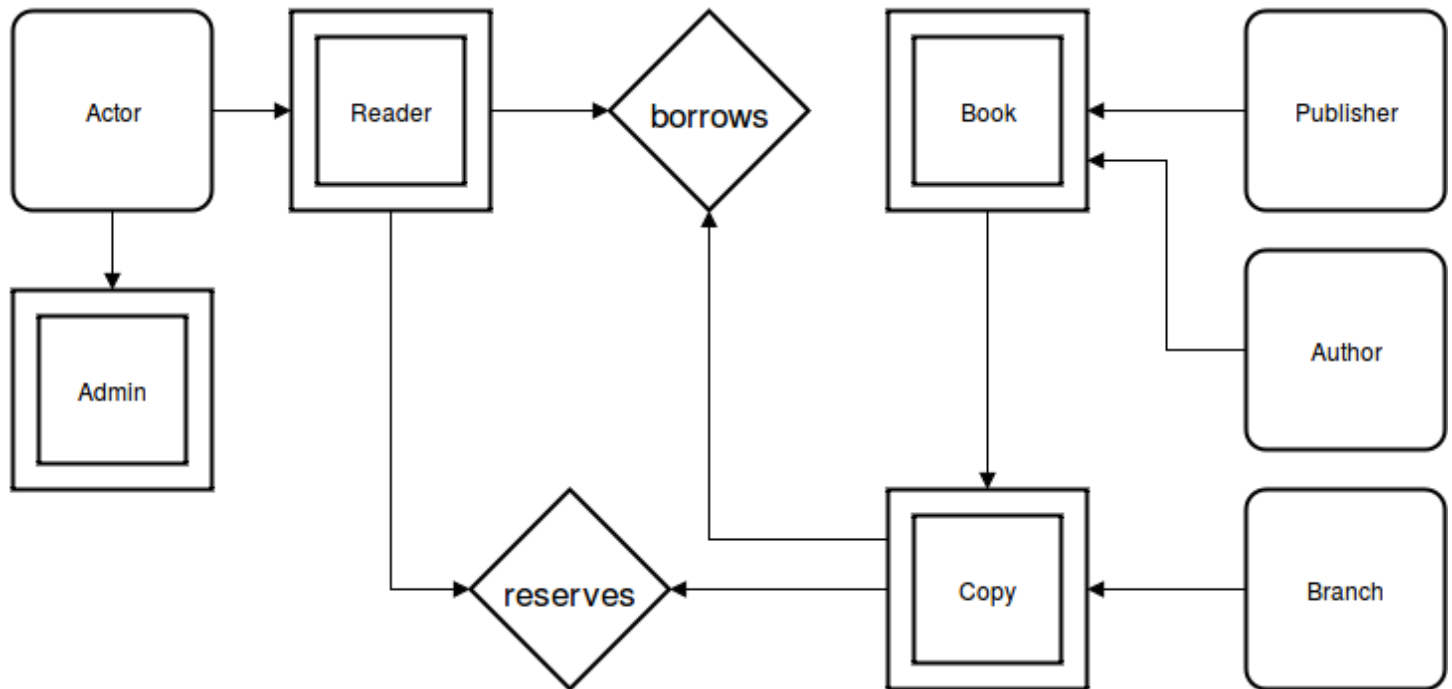 Actor
Reader
borrows
Book
Publisher
Author
Admin
reserves
Copy
Branch